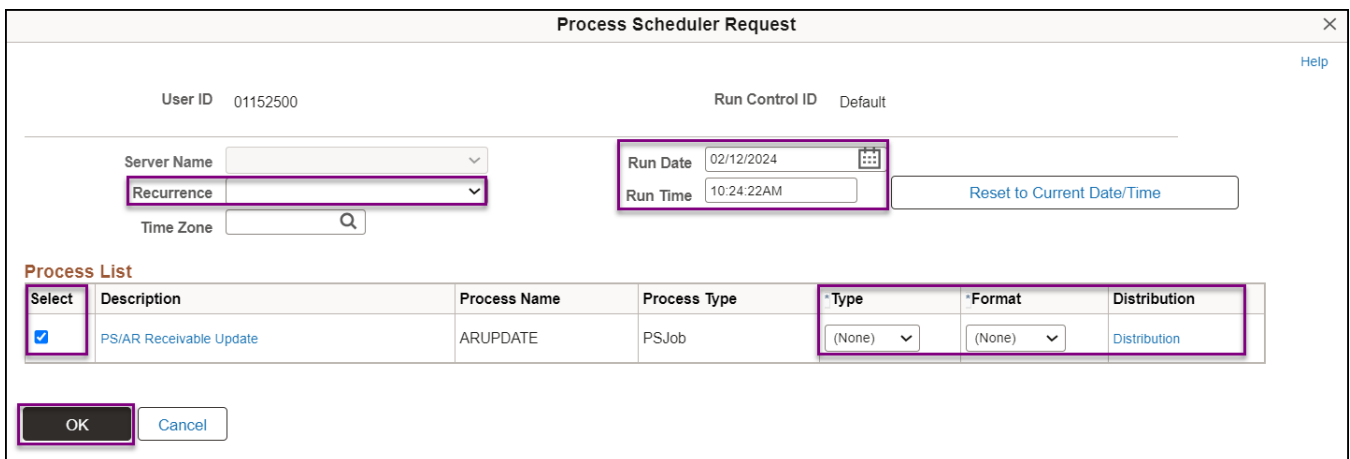 Process Scheduler Request
Help
User ID 01152500 Run Control ID Default
Server Name Run Date 02/12/2024
Recurrence Run Time 10:24:22AM Reset to Current Date/Time
Time Zone
Process List
Select Description Process Name Process Type *Type *Format Distribution
PS/AR Receivable Update ARUPDATE PSJob (None) (None) Distribution
OK Cancel